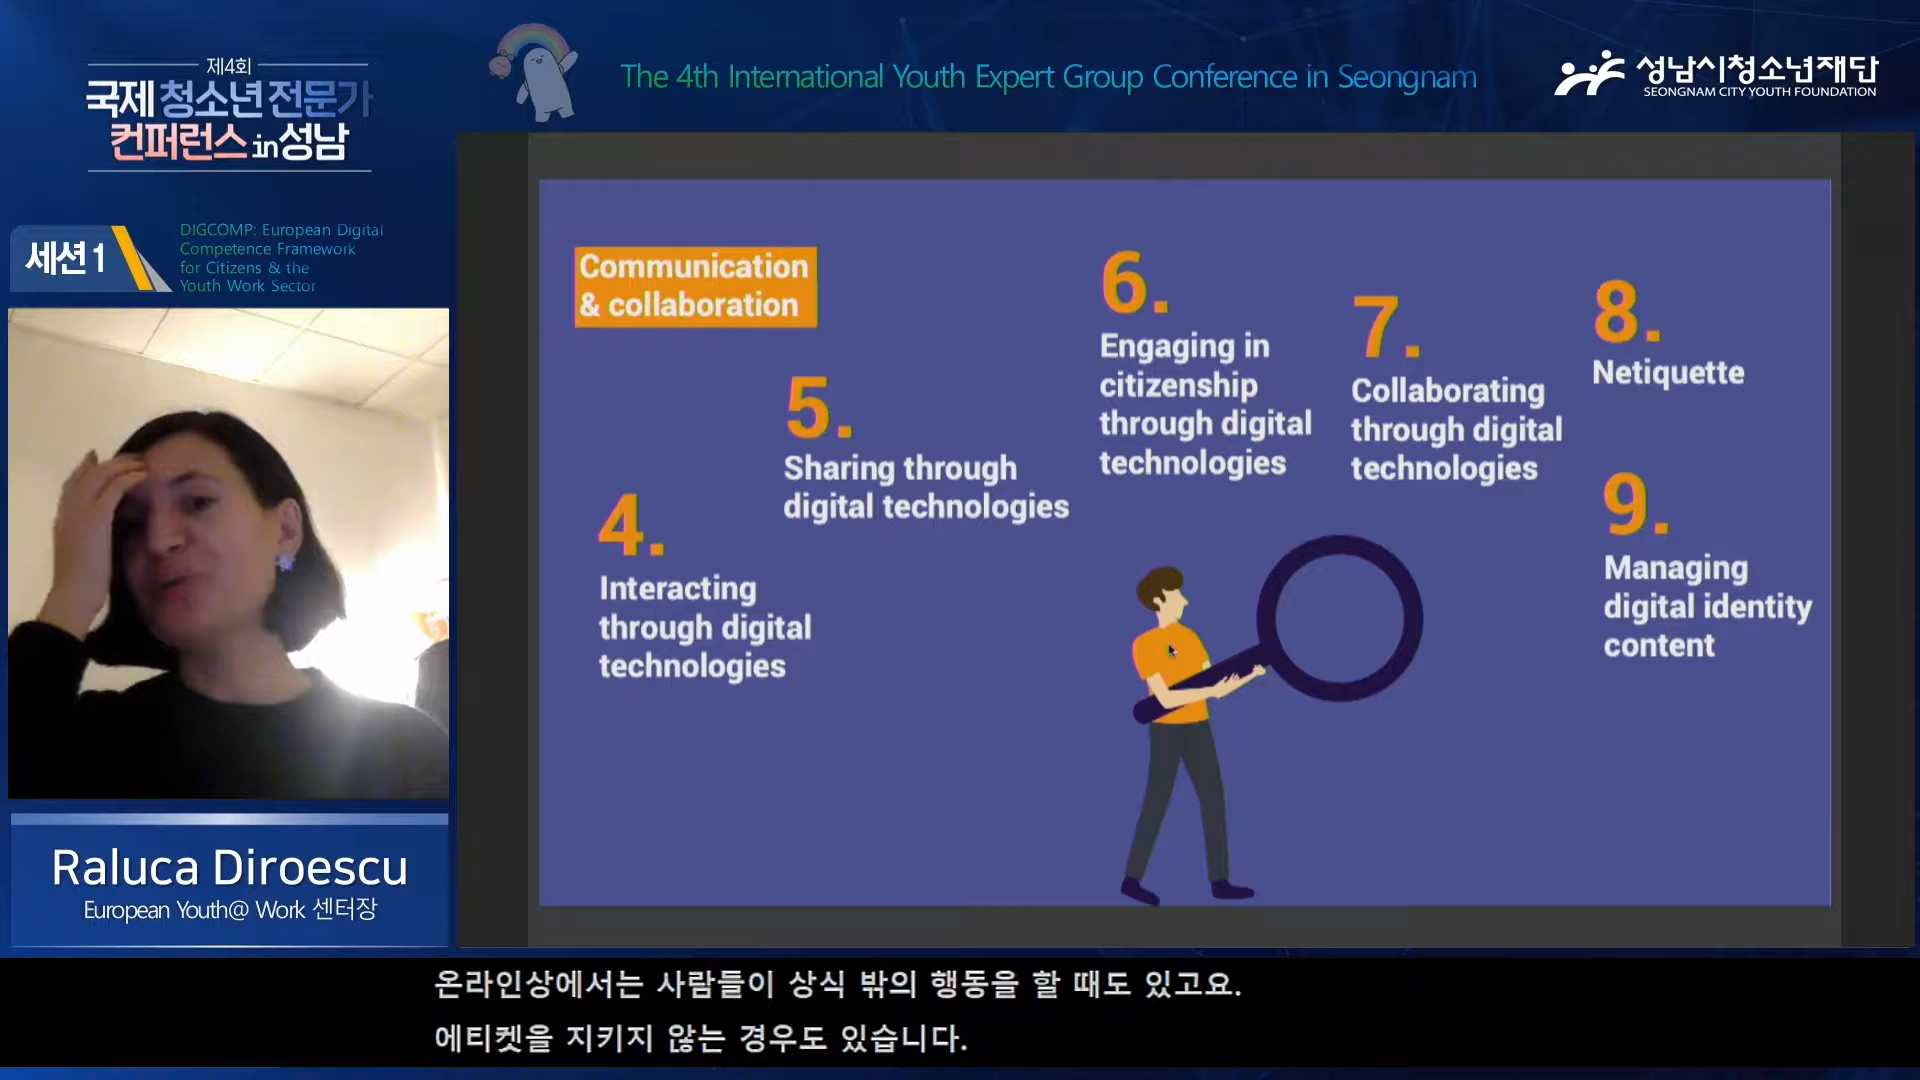 제4회
국제 청소년 전문가
컨퍼런스 in 성남
The 4th International Youth Expert Group Conference in Seongnam
성남시청소년재단
SEONGNAM CITY YOUTH FOUNDATION
세션 1
DIGCOMP: European Digital
Competence Framework
for Citizens & the
Youth Work Sector
Communication
& collaboration
4.
Interacting
through digital
technologies
5.
Sharing through
digital technologies
6.
Engaging in
citizenship
through digital
technologies
7.
Collaborating
through digital
technologies
8.
Netiquette
9.
Managing
digital identity
content
Raluca Diroescu
European Youth@ Work 센터장
온라인상에서는 사람들이 상식 밖의 행동을 할 때도 있고요.
에티켓을 지키지 않는 경우도 있습니다.